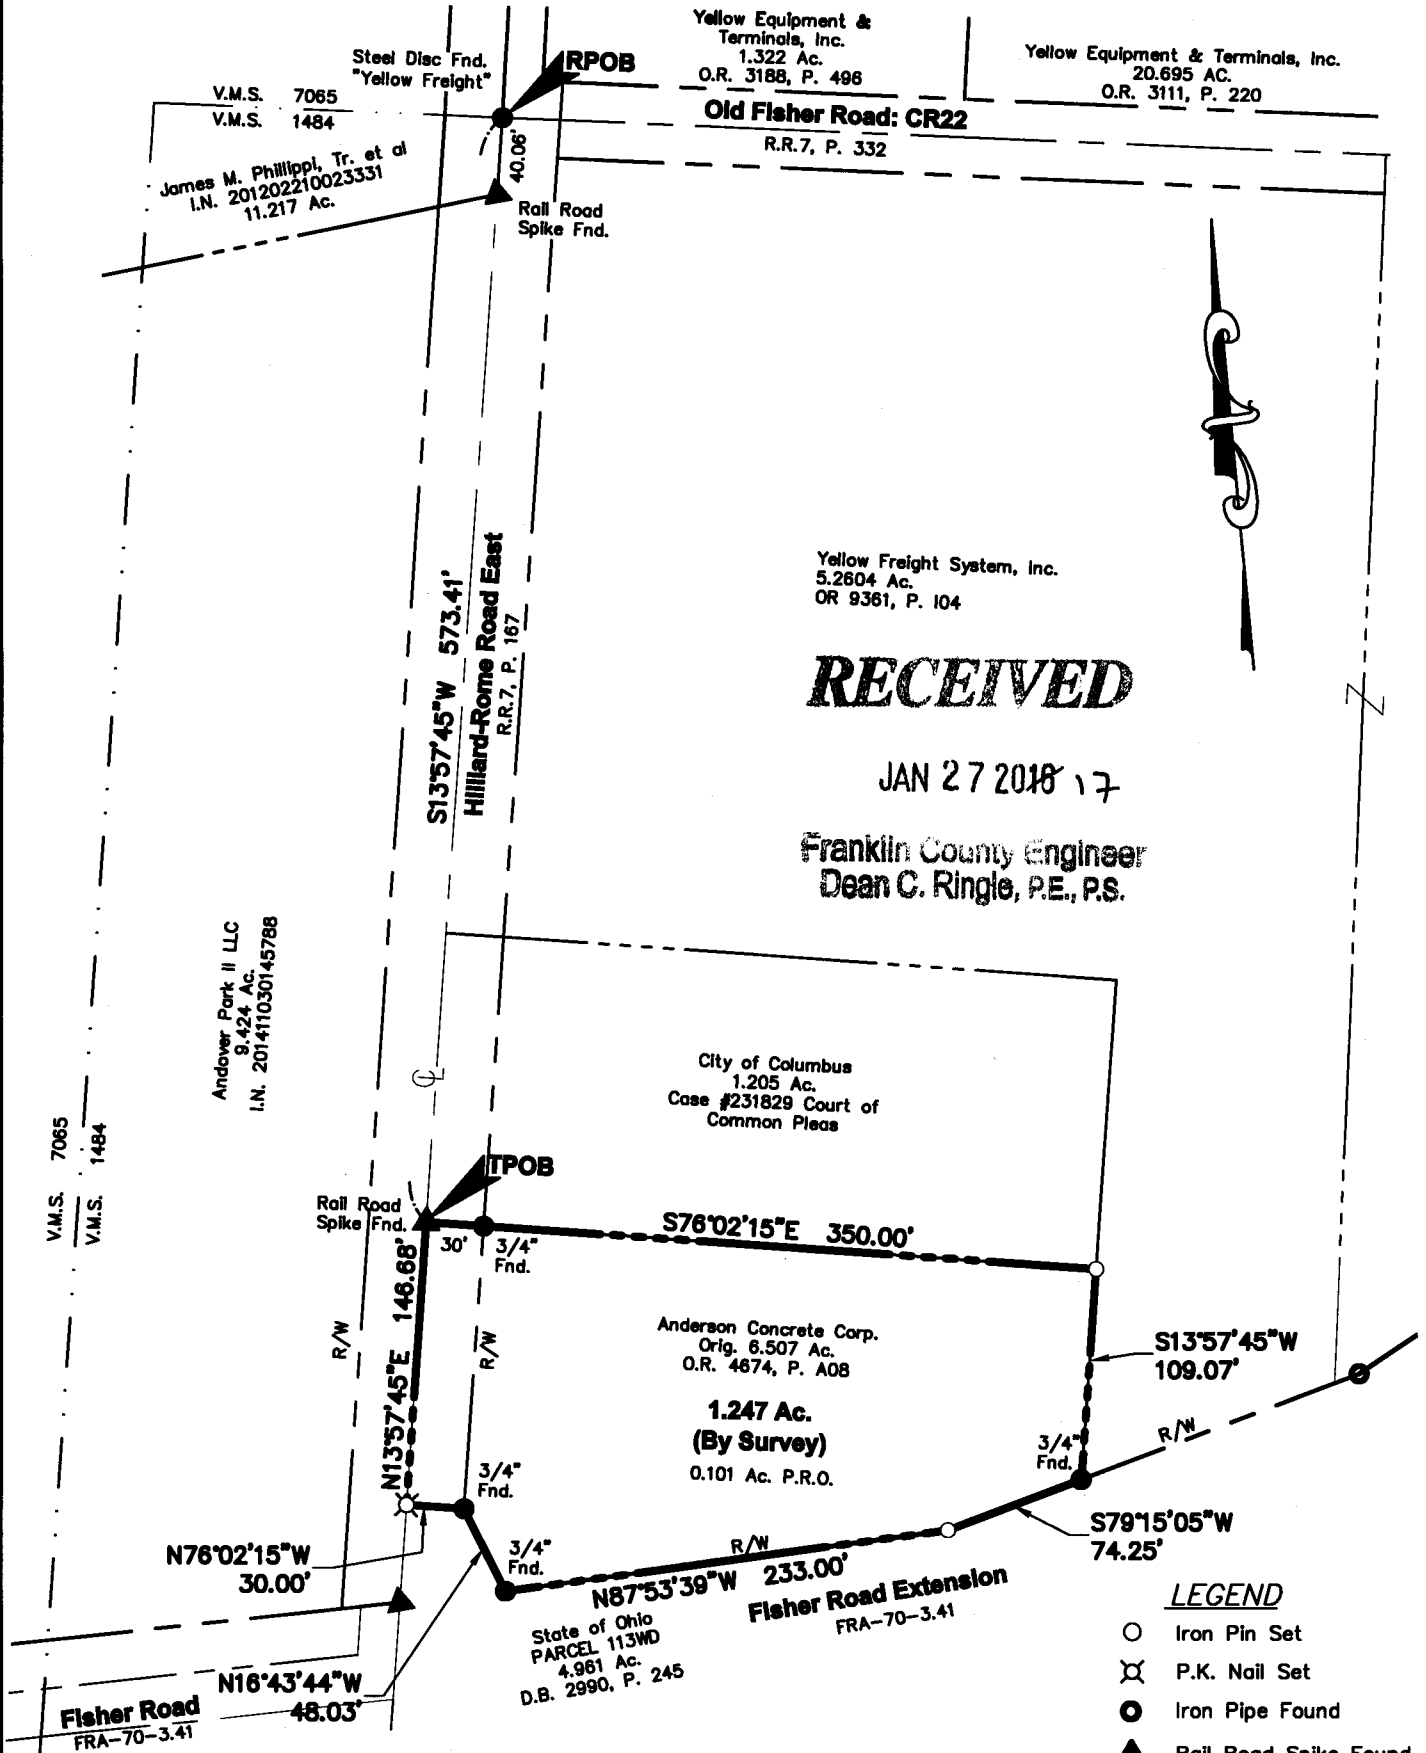 Steel Disc Fnd.
"Yellow Freight"
RPOB
Yellow Equipment &
Terminals, Inc.
1.322 Ac.
O.R. 3188, P. 496
Yellow Equipment & Terminals, Inc.
20.695 AC.
O.R. 3111, P. 220
V.M.S. 7065
V.M.S. 1484
Old Fisher Road: CR22
R.R.7, P. 332
James M. Phillippi, Tr. et al
I.N. 201202210023331
11.217 Ac.
40.06'
Rail Road
Spike Fnd.
S13°57'45"W 573.41'
Hilliard-Rome Road East
R.R.7, P. 167
Yellow Freight System, Inc.
5.2604 Ac.
OR 9361, P. I04
RECEIVED
JAN 27 2016 17
Franklin County Engineer
Dean C. Ringle, P.E., P.S.
Andover Park II LLC
9.424 Ac.
I.N. 201411030145788
City of Columbus
1.205 Ac.
Case #231829 Court of
Common Pleas
V.M.S. 7065
V.M.S. 1484
TPOB
Rail Road
Spike Fnd.
30'
3/4"
Fnd.
S76°02'15"E 350.00'
N13°57'45"E 146.68'
R/W
R/W
Anderson Concrete Corp.
Orig. 6.507 Ac.
O.R. 4674, P. A08
1.247 Ac.
(By Survey)
0.101 Ac. P.R.O.
S13°57'45"W
109.07'
R/W
3/4"
Fnd.
3/4"
Fnd.
3/4"
Fnd.
N76°02'15"W
30.00'
S79°15'05"W
74.25'
R/W
N87°53'39"W 233.00'
Fisher Road Extension
FRA-70-3.41
State of Ohio
PARCEL 113WD
4.961 Ac.
D.B. 2990, P. 245
N16°43'44"W
48.03'
Fisher Road
FRA-70-3.41
LEGEND
Iron Pin Set
P.K. Nail Set
Iron Pipe Found
Rail Road Spike Found